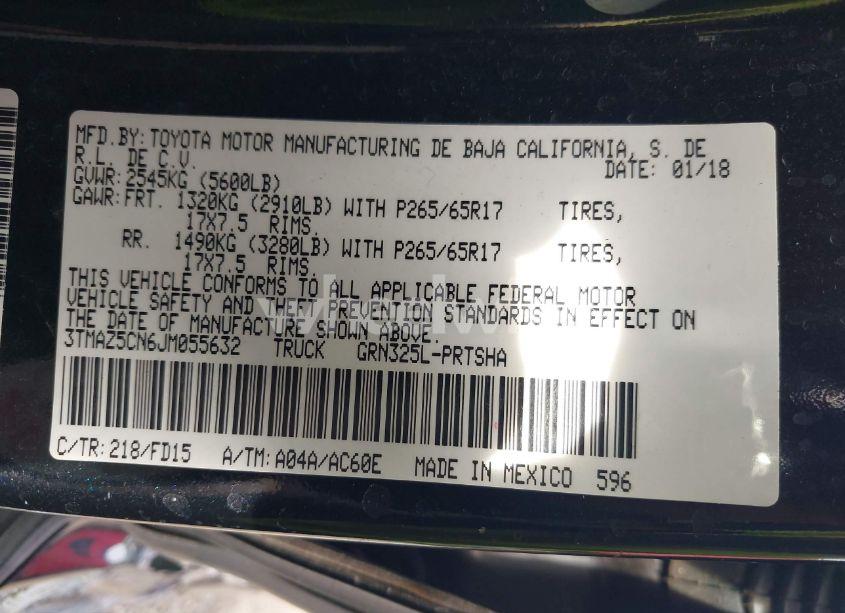 MFD.BY:TOYOTA MOTOR MANUFACTURING DE BAJA CALIFORNIA, S. DE
R.L. DE C.V. DATE: 01/18
GVWR:2545KG (5600LB)
GAWR:FRT. 1320KG (2910LB) WITH P265/65R17 TIRES,
17X7.5 RIMS.
RR. 1490KG (3280LB) WITH P265/65R17 TIRES,
17X7.5 RIMS.
THIS VEHICLE CONFORMS TO ALL APPLICABLE FEDERAL MOTOR
VEHICLE SAFETY AND THEFT PREVENTION STANDARDS IN EFFECT ON
THE DATE OF MANUFACTURE SHOWN ABOVE.
3TMAZ5CN6JM055632 TRUCK GRN325L-PRTSHA
C/TR:218/FD15 A/TM:A04A/AC60E MADE IN MEXICO 596